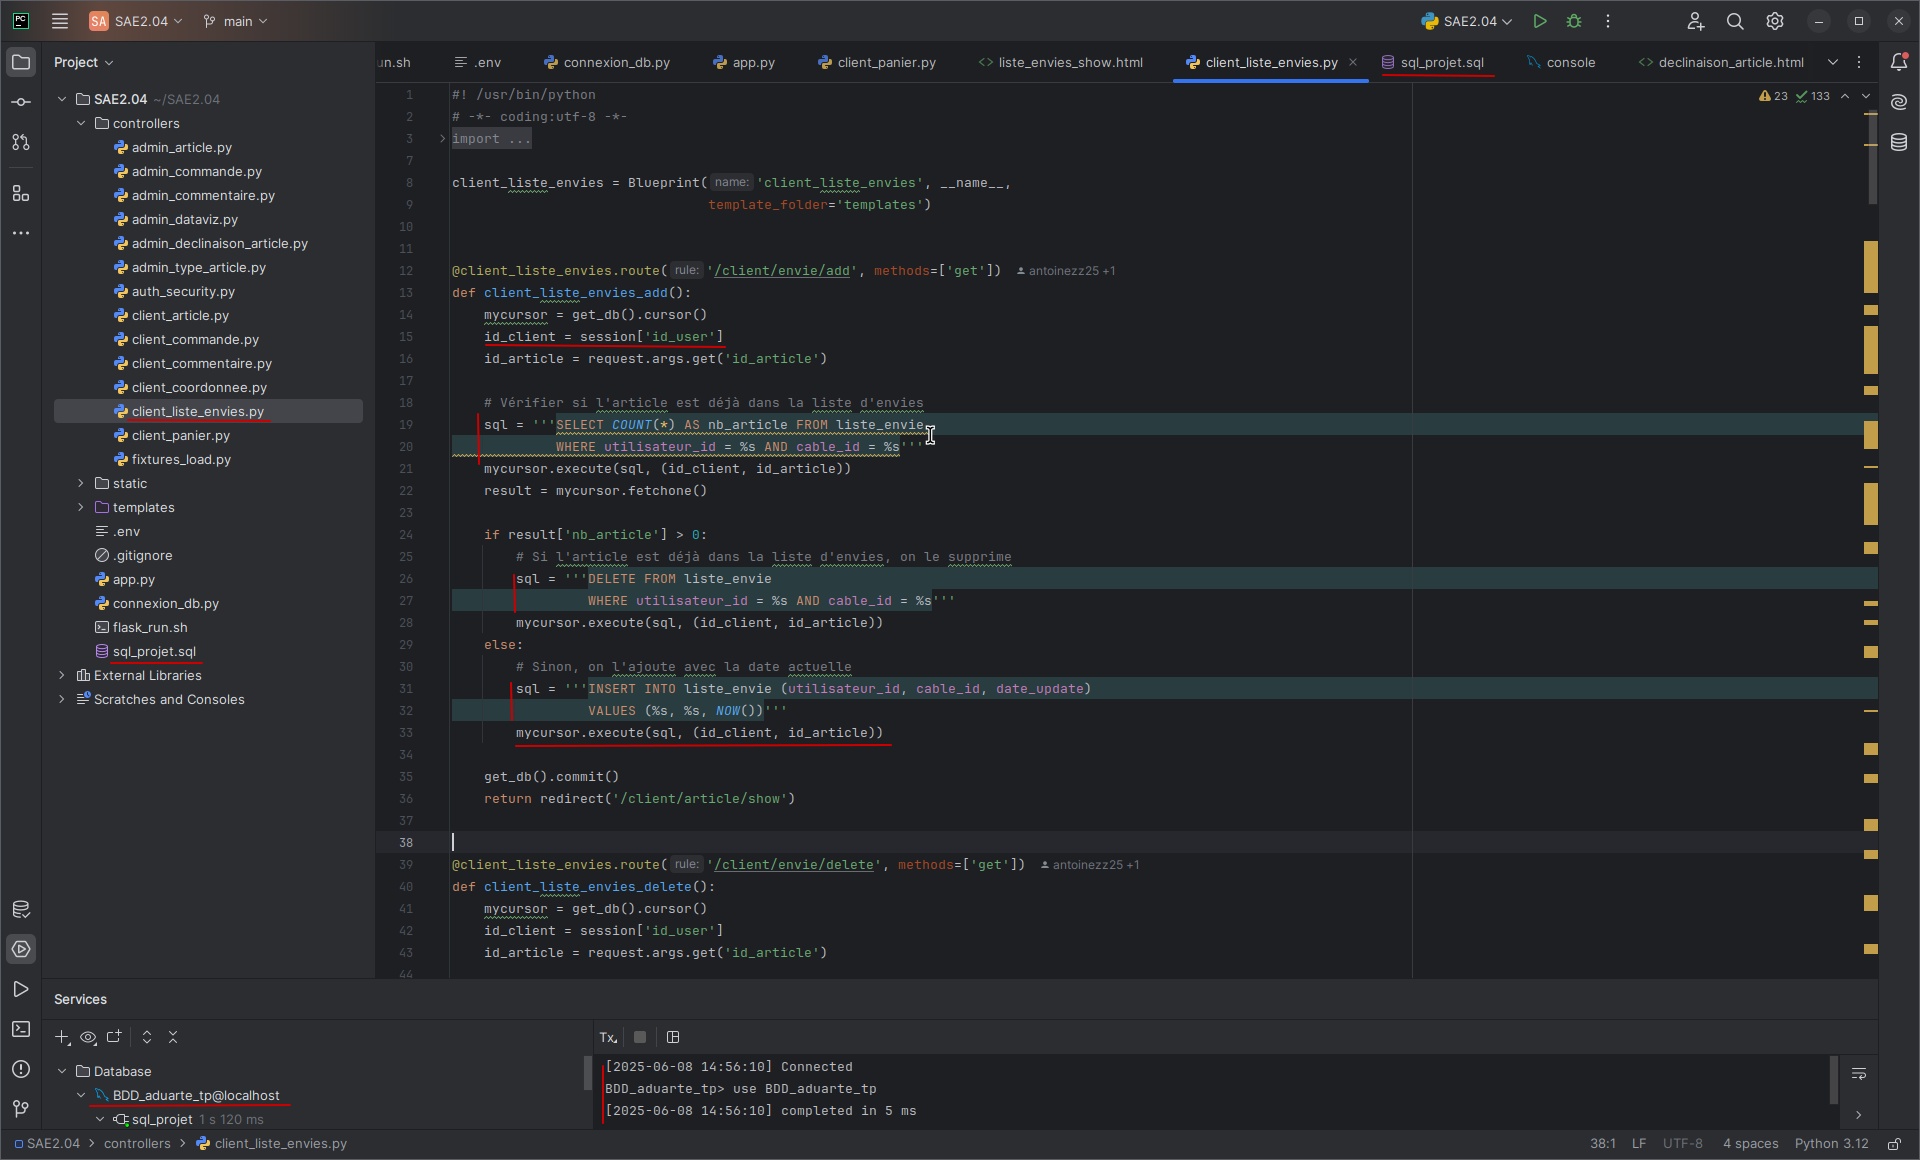 PC
SA SAE2.04 main
SAE2.04
Project
SAE2.04 ~/SAE2.04
controllers
admin_article.py
admin_commande.py
admin_commentaire.py
admin_dataviz.py
admin_declinaison_article.py
admin_type_article.py
auth_security.py
client_article.py
client_commande.py
client_commentaire.py
client_coordonnee.py
client_liste_envies.py
client_panier.py
fixtures_load.py
static
templates
.env
.gitignore
app.py
connexion_db.py
flask_run.sh
sql_projet.sql
External Libraries
Scratches and Consoles
un.sh .env connexion_db.py app.py client_panier.py <> liste_envies_show.html client_liste_envies.py sql_projet.sql console <> declinaison_article.html
23 133
1 #! /usr/bin/python
2 # -*- coding:utf-8 -*-
3 import ...
7
8 client_liste_envies = Blueprint( name: 'client_liste_envies', __name__,
9 template_folder='templates')
10
11
12 @client_liste_envies.route( rule: '/client/envie/add', methods=['get']) antoinezz25 +1
13 def client_liste_envies_add():
14 mycursor = get_db().cursor()
15 id_client = session['id_user']
16 id_article = request.args.get('id_article')
17
18 # Vérifier si l'article est déjà dans la liste d'envies
19 sql = '''SELECT COUNT(*) AS nb_article FROM liste_envie
20 WHERE utilisateur_id = %s AND cable_id = %s'''
21 mycursor.execute(sql, (id_client, id_article))
22 result = mycursor.fetchone()
23
24 if result['nb_article'] > 0:
25 # Si l'article est déjà dans la liste d'envies, on le supprime
26 sql = '''DELETE FROM liste_envie
27 WHERE utilisateur_id = %s AND cable_id = %s'''
28 mycursor.execute(sql, (id_client, id_article))
29 else:
30 # Sinon, on l'ajoute avec la date actuelle
31 sql = '''INSERT INTO liste_envie (utilisateur_id, cable_id, date_update)
32 VALUES (%s, %s, NOW())'''
33 mycursor.execute(sql, (id_client, id_article))
34
35 get_db().commit()
36 return redirect('/client/article/show')
37
38
39 @client_liste_envies.route( rule: '/client/envie/delete', methods=['get']) antoinezz25 +1
40 def client_liste_envies_delete():
41 mycursor = get_db().cursor()
42 id_client = session['id_user']
43 id_article = request.args.get('id_article')
44
Services
Database
BDD_aduarte_tp@localhost
sql_projet 1 s 120 ms
Tx
[2025-06-08 14:56:10] Connected
BDD_aduarte_tp> use BDD_aduarte_tp
[2025-06-08 14:56:10] completed in 5 ms
SAE2.04 > controllers > client_liste_envies.py
38:1 LF UTF-8 4 spaces Python 3.12